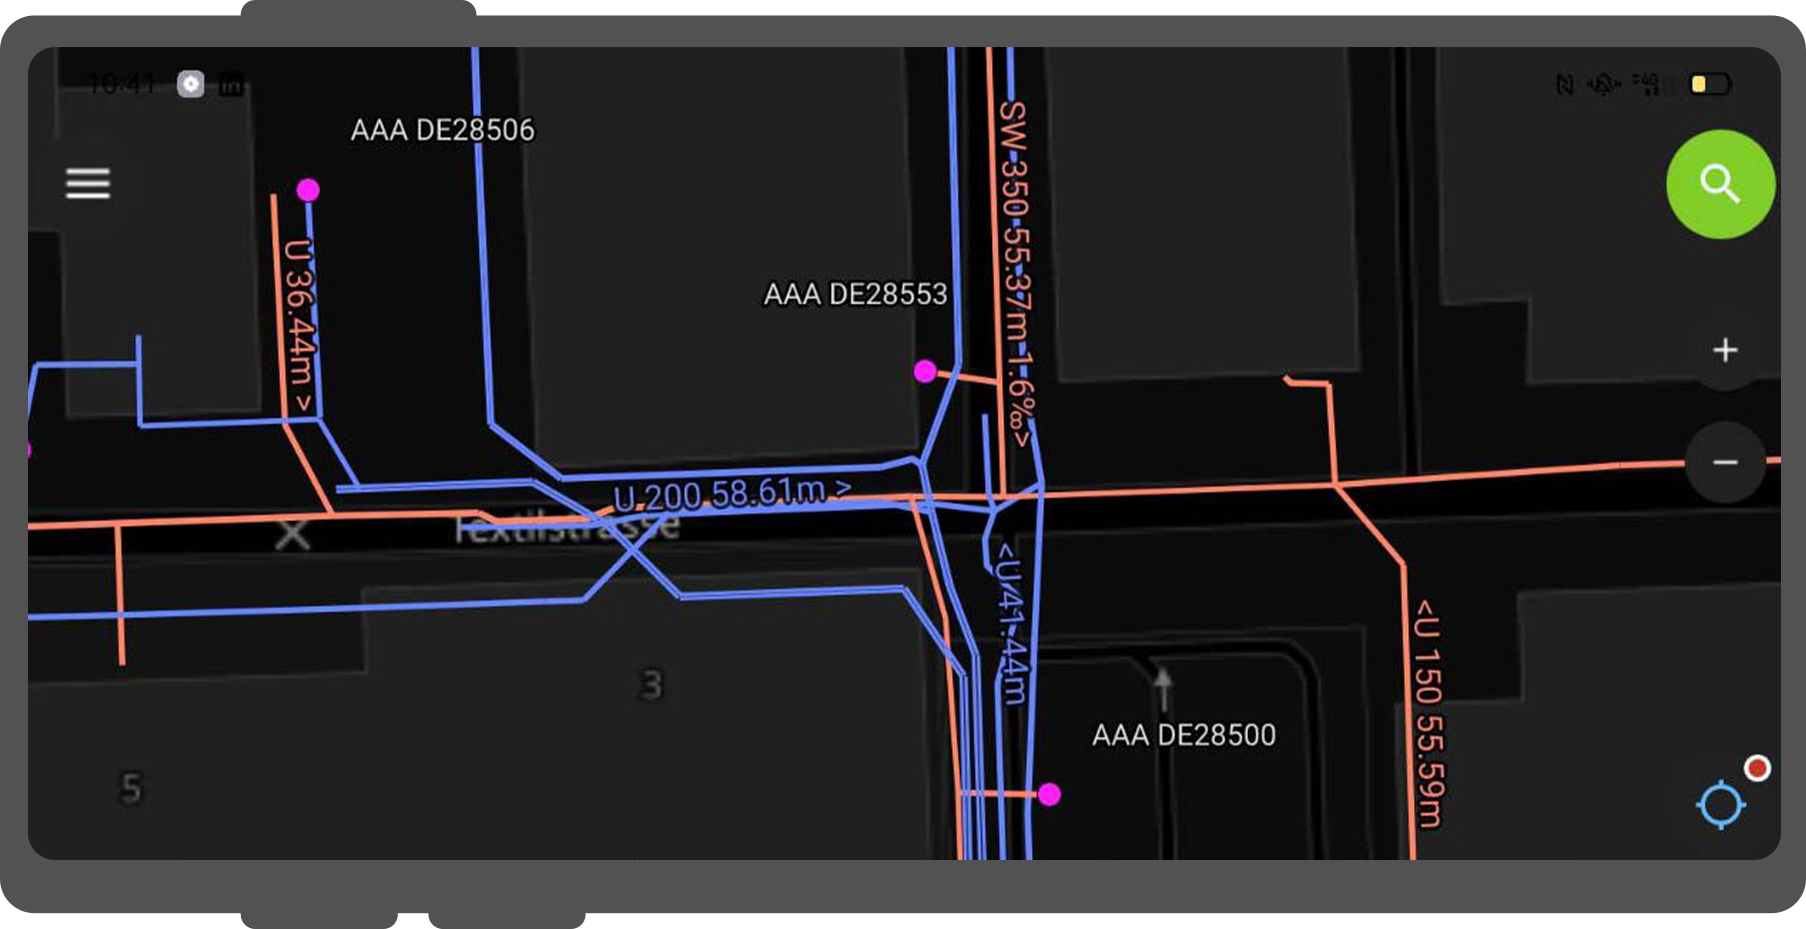 10:41
4G
AAA DE28506
SW 350 55.37m 1.6‰>
U 36.44m >
AAA DE28553
U 200 58.61m >
Textilstrasse
<U 41.44m
<U 150 55.59m
3
AAA DE28500
5